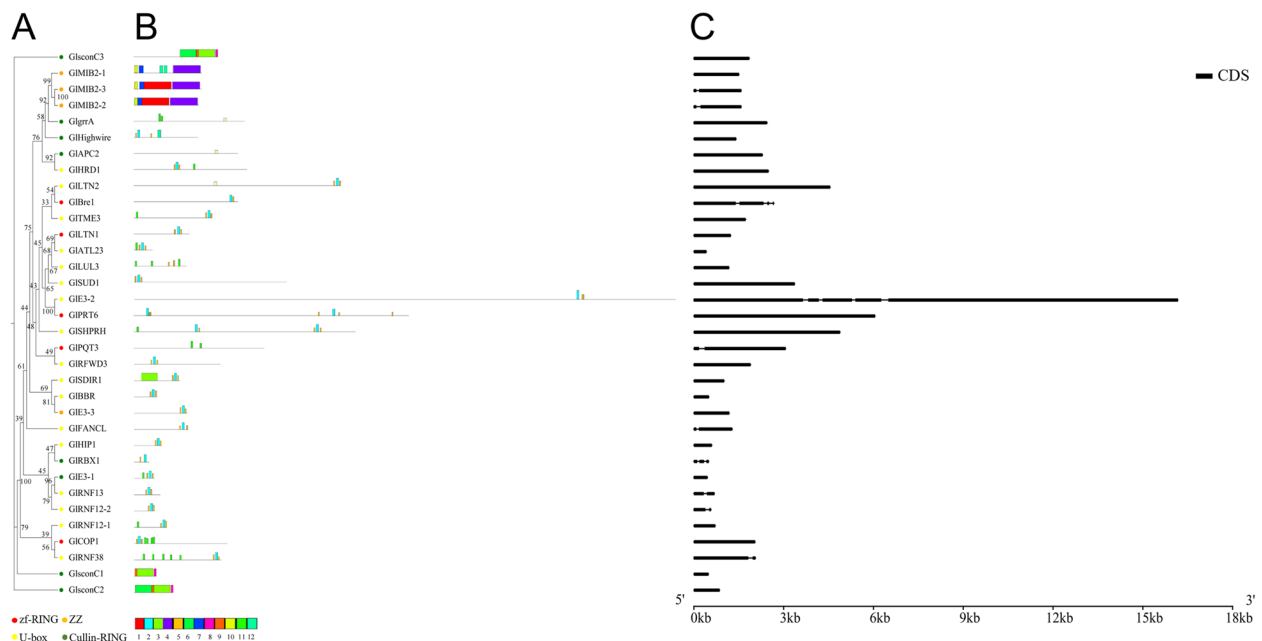 A B C
GlsconC3
GlMIB2-1
GlMIB2-3
GlMIB2-2
GlgrrA
GlHighwire
GlAPC2
GlHRD1
GlLTN2
GlBre1
GlTME3
GlLTN1
GlATL23
GlLUL3
GlSUD1
GlE3-2
GlPRT6
GlSHPRH
GlPQT3
GlRFWD3
GlSDIR1
GlBBR
GlE3-3
GlFANCL
GlHIP1
GlRBX1
GlE3-1
GlRNF13
GlRNF12-2
GlRNF12-1
GlCOP1
GlRNF38
GlsconC1
GlsconC2
99
100
92
58
76
92
54
33
75
45
69
68
67
65
43
100
44
48
49
61
69
81
39
47
45
96
79
100
79
39
56
CDS
5' 3'
0kb 3kb 6kb 9kb 12kb 15kb 18kb
zf-RING ZZ
U-box Cullin-RING
1 2 3 4 5 6 7 8 9 10 11 12